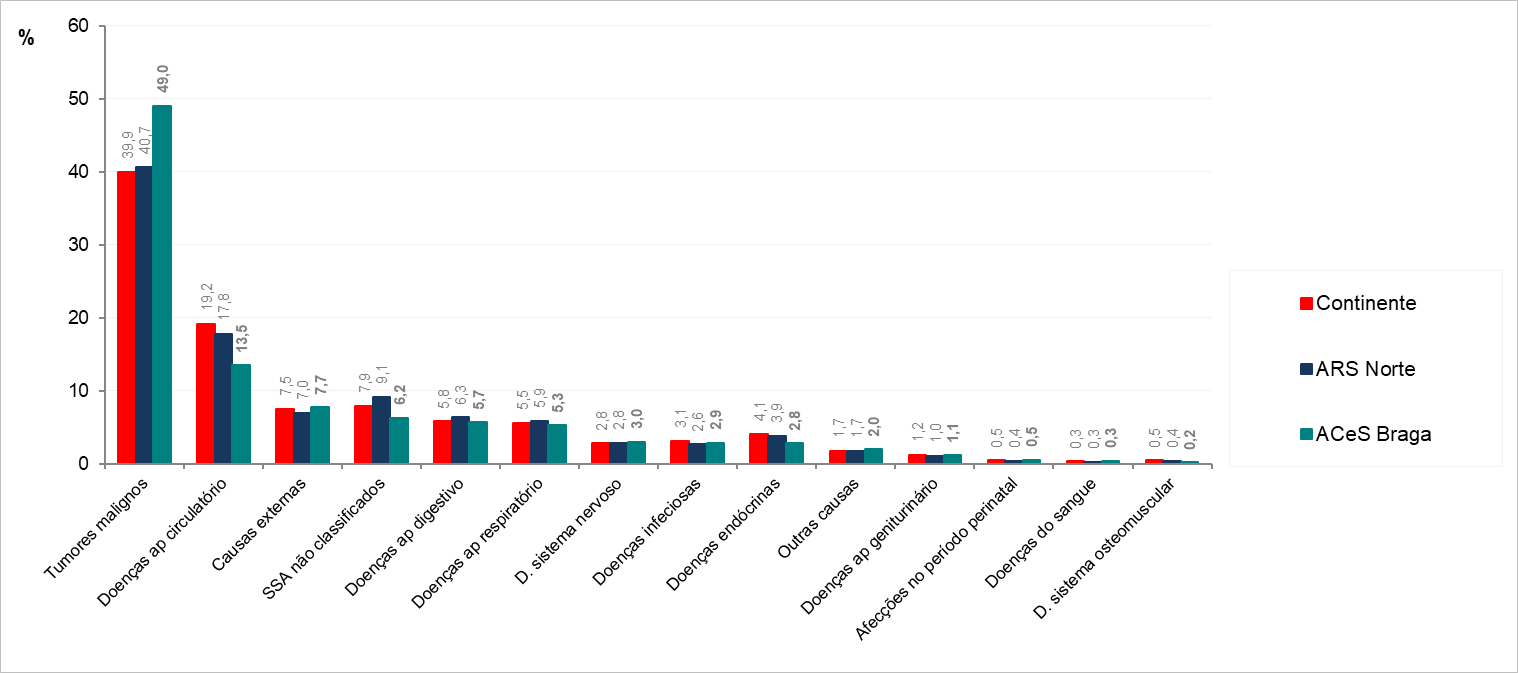 %
60
50
40
30
20
10
0
39,9
40,7
49,0
19,2
17,8
13,5
7,5
7,0
7,7
7,9
9,1
6,2
5,8
6,3
5,7
5,5
5,9
5,3
2,8
2,8
3,0
3,1
2,6
2,9
4,1
3,9
2,8
1,7
1,7
2,0
1,2
1,0
1,1
0,5
0,4
0,5
0,3
0,3
0,3
0,5
0,4
0,2
Tumores malignos
Doenças ap circulatório
Causas externas
SSA não classificados
Doenças ap digestivo
Doenças ap respiratório
D. sistema nervoso
Doenças infeciosas
Doenças endócrinas
Outras causas
Doenças ap geniturinário
Afecções no período perinatal
Doenças do sangue
D. sistema osteomuscular
Continente
ARS Norte
ACeS Braga